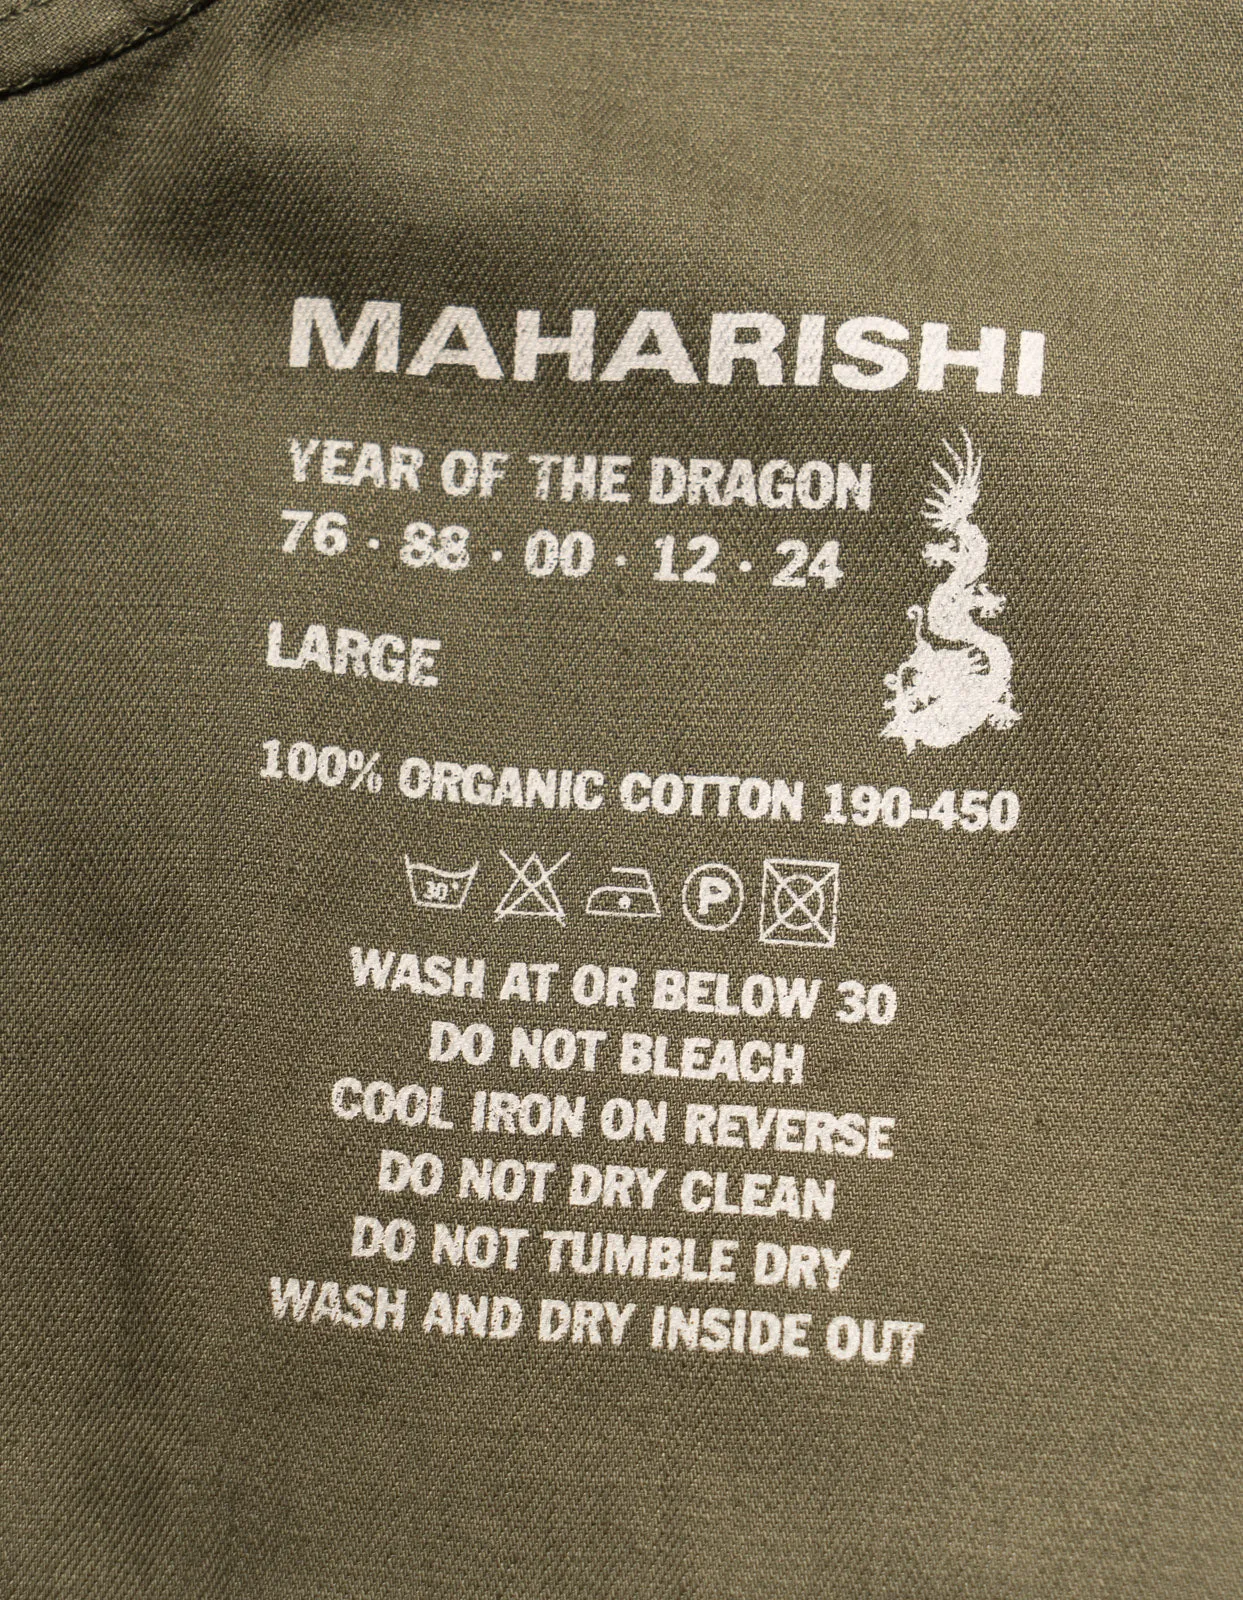 MAHARISHI
YEAR OF THE DRAGON
76 · 88 · 00 · 12 · 24
LARGE
100% ORGANIC COTTON 190-450
30° P
WASH AT OR BELOW 30
DO NOT BLEACH
COOL IRON ON REVERSE
DO NOT DRY CLEAN
DO NOT TUMBLE DRY
WASH AND DRY INSIDE OUT